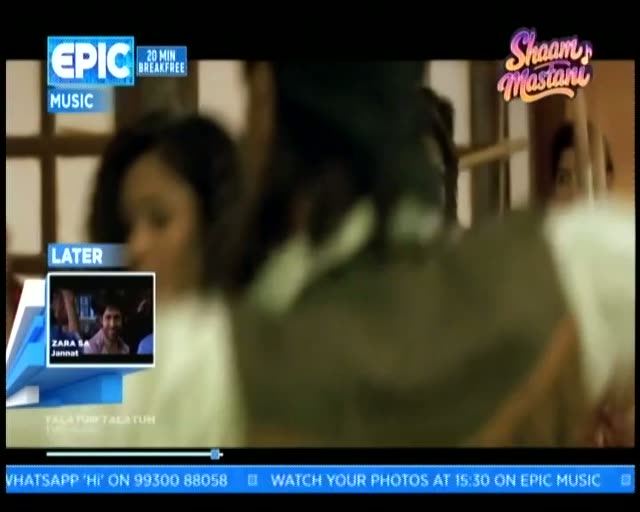 EPIC
20 MIN
BREAKFREE
MUSIC
Shaam
Mastani
LATER
ZARA SA
Jannat
WHATSAPP 'Hi' ON 99300 88058 WATCH YOUR PHOTOS AT 15:30 ON EPIC MUSIC